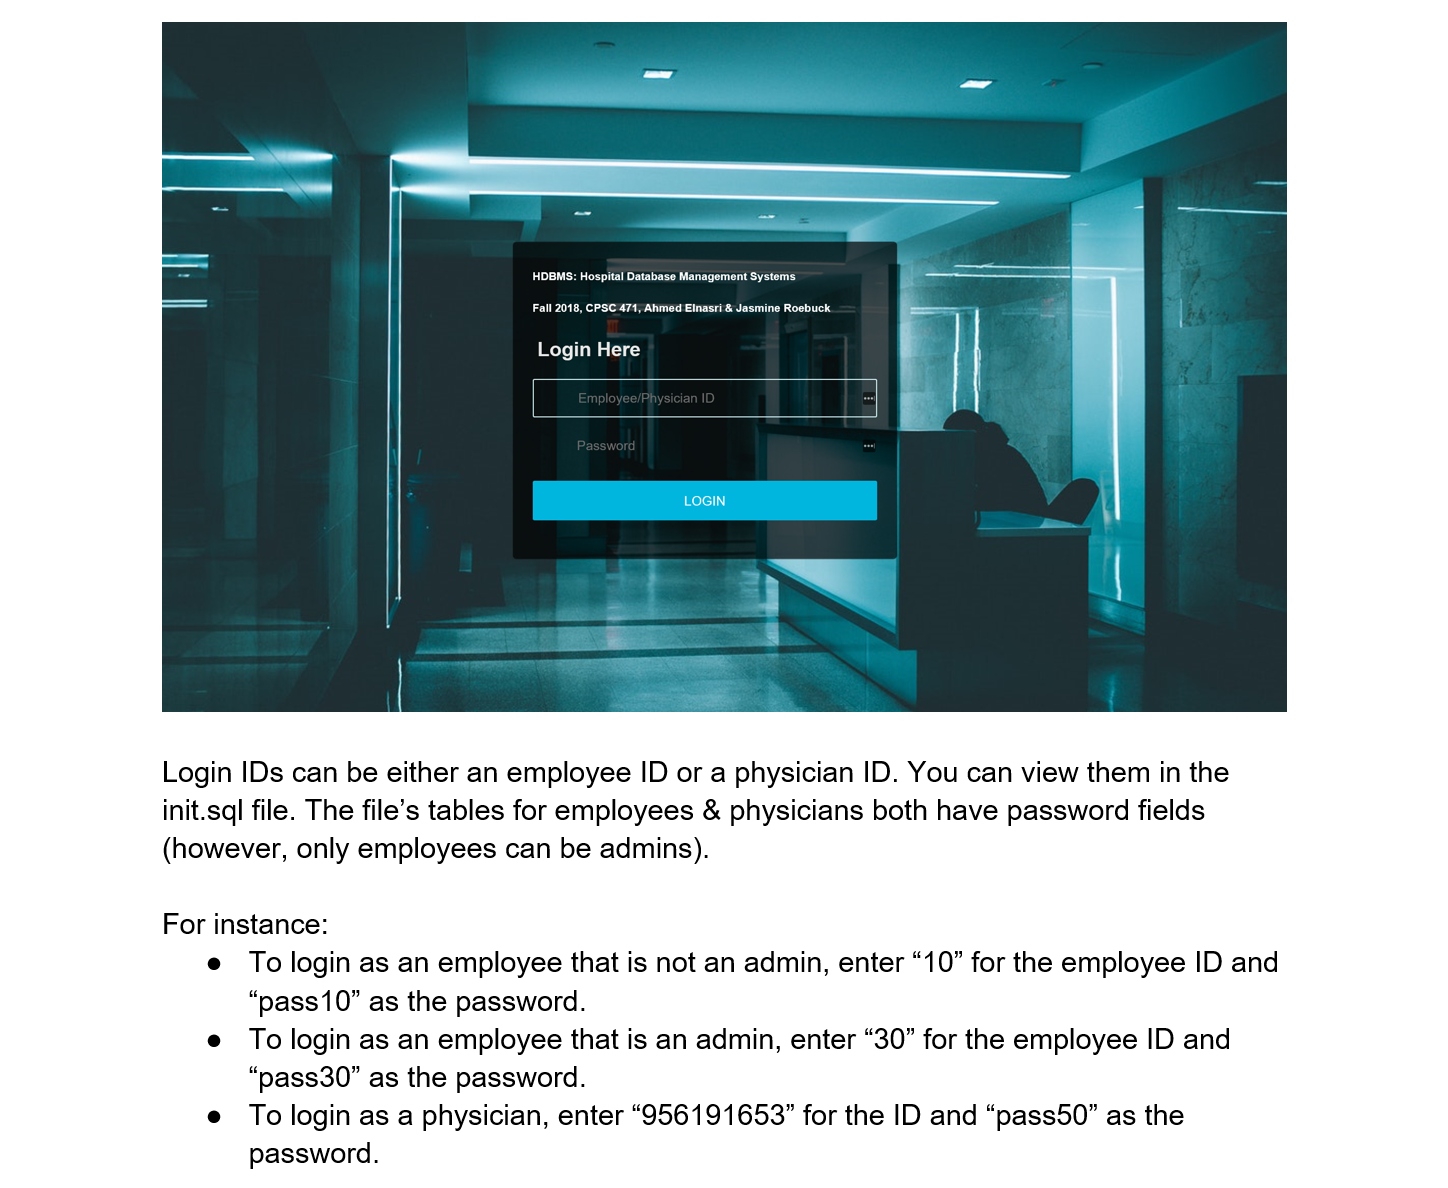 HDBMS: Hospital Database Management Systems
Fall 2018, CPSC 471, Ahmed Elnasri & Jasmine Roebuck
Login Here
Employee/Physician ID
Password
LOGIN
Login IDs can be either an employee ID or a physician ID. You can view them in the
init.sql file. The file’s tables for employees & physicians both have password fields
(however, only employees can be admins).
For instance:
● To login as an employee that is not an admin, enter “10” for the employee ID and
“pass10” as the password.
● To login as an employee that is an admin, enter “30” for the employee ID and
“pass30” as the password.
● To login as a physician, enter “956191653” for the ID and “pass50” as the
password.